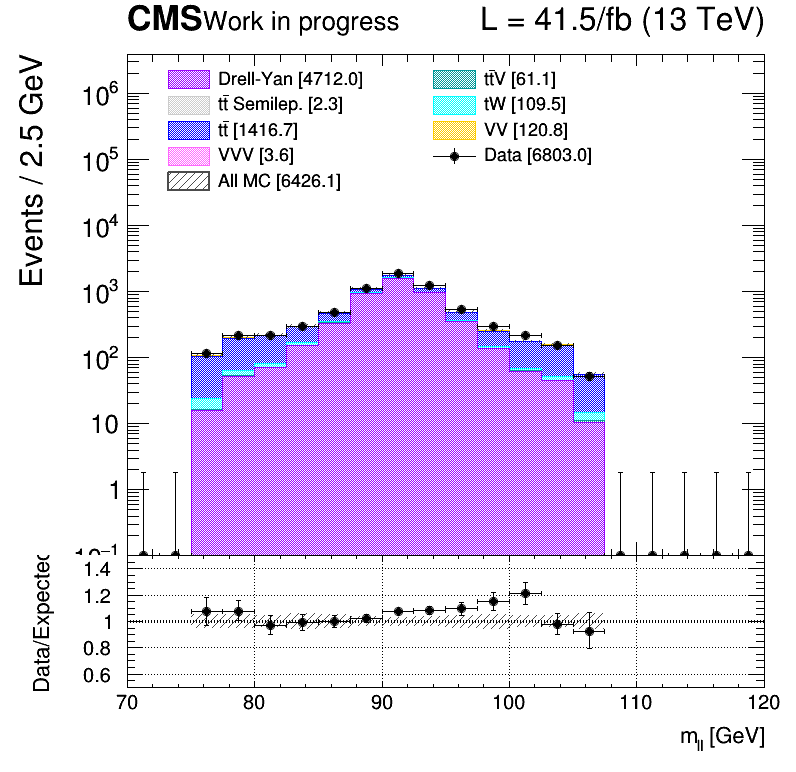 CMS Work in progress L = 41.5/fb (13 TeV)
Events / 2.5 GeV
Drell-Yan [4712.0]
tt̄ Semilep. [2.3]
tt̄ [1416.7]
VVV [3.6]
All MC [6426.1]
tt̄V [61.1]
tW [109.5]
VV [120.8]
Data [6803.0]
10⁶
10⁵
10⁴
10³
10²
10
1
10⁻¹
Data/Expected
1.4
1.2
1
0.8
0.6
70 80 90 100 110 120
m_ll [GeV]